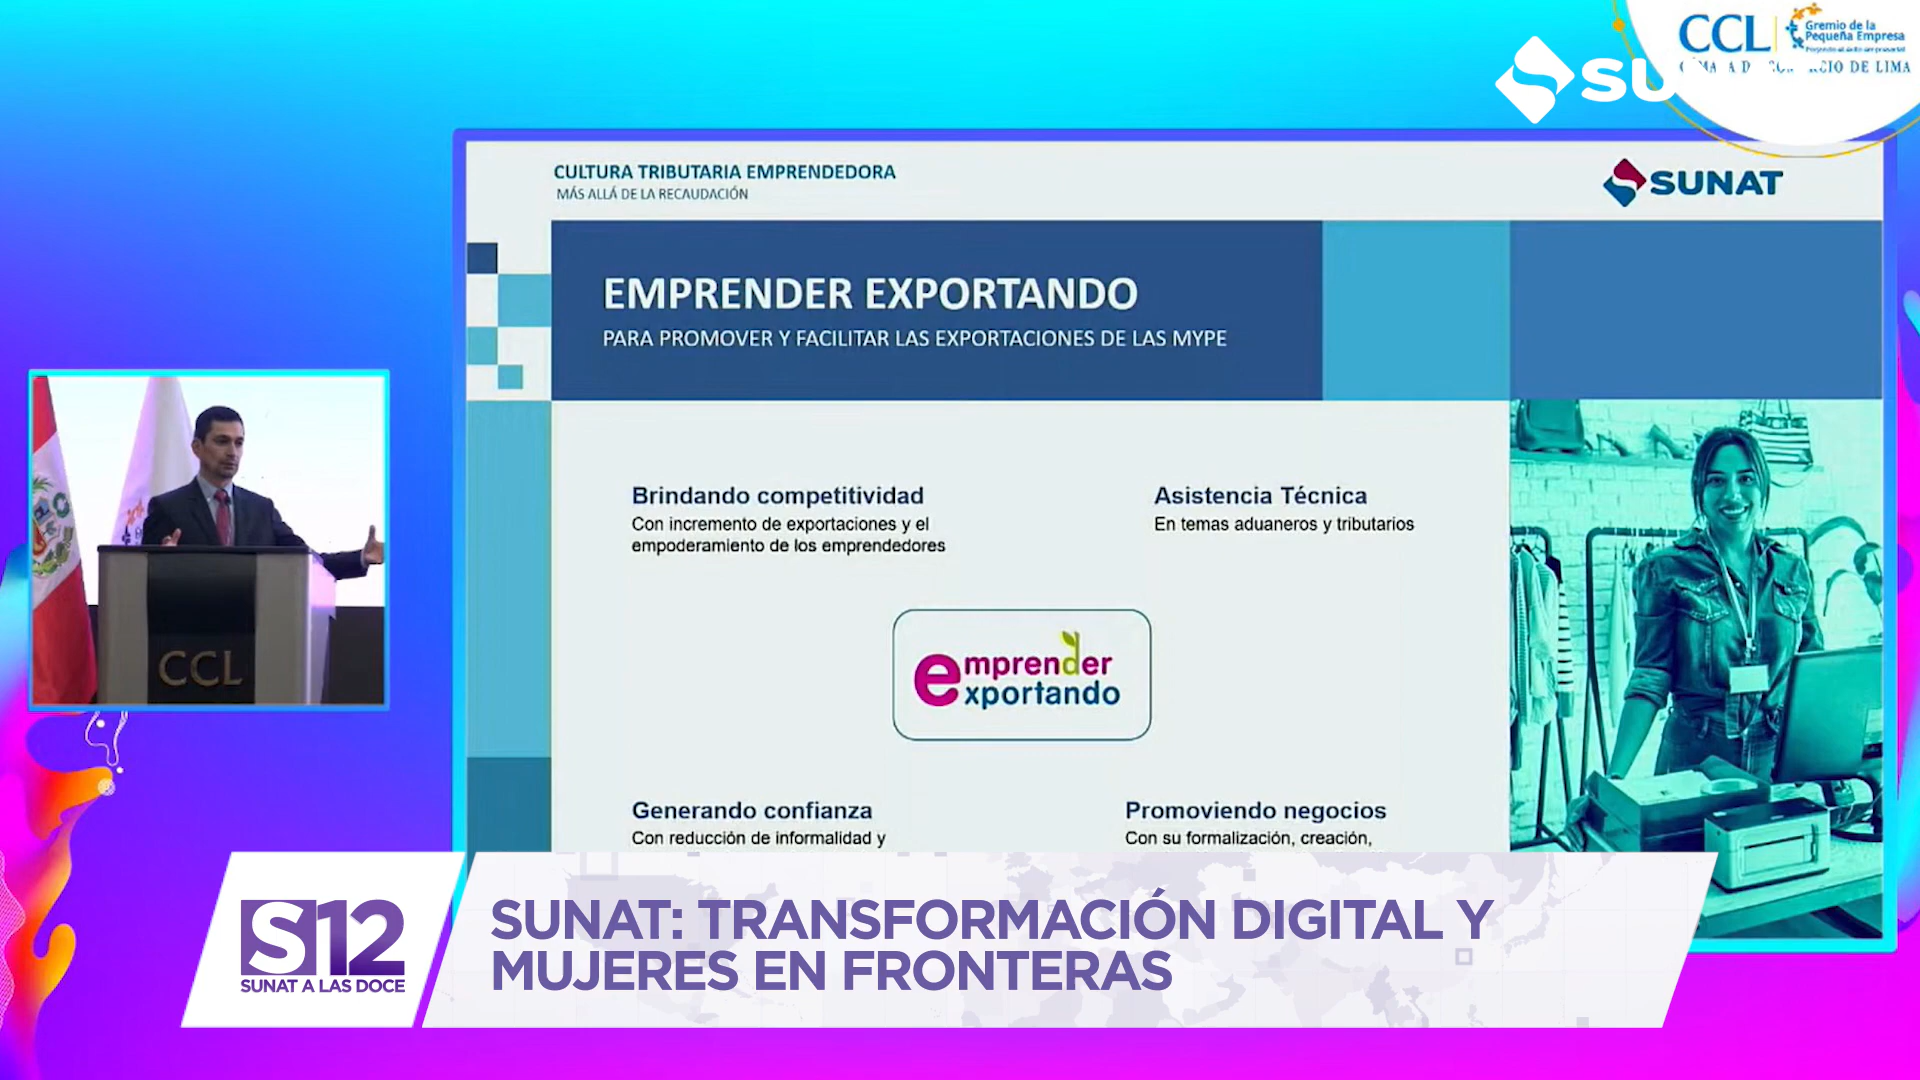 CCL
Gremio de la
Pequeña Empresa
SU
CIO DE LIMA
CULTURA TRIBUTARIA EMPRENDEDORA
MÁS ALLÁ DE LA RECAUDACIÓN
SUNAT
EMPRENDER EXPORTANDO
PARA PROMOVER Y FACILITAR LAS EXPORTACIONES DE LAS MYPE
Brindando competitividad
Con incremento de exportaciones y el
empoderamiento de los emprendedores
Asistencia Técnica
En temas aduaneros y tributarios
emprender
exportando
CCL
Generando confianza
Con reducción de informalidad y
Promoviendo negocios
Con su formalización, creación,
S12
SUNAT A LAS DOCE
SUNAT: TRANSFORMACIÓN DIGITAL Y
MUJERES EN FRONTERAS